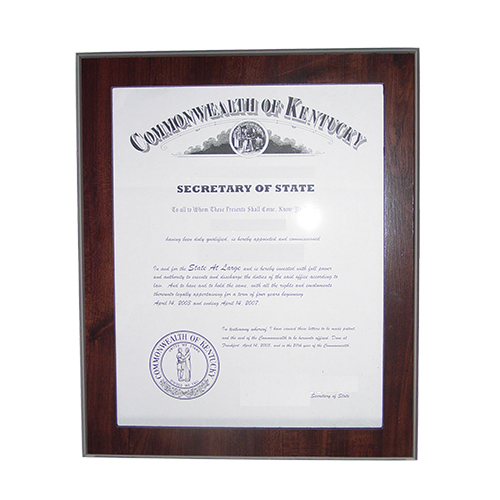 COMMONWEALTH OF KENTUCKY
SECRETARY OF STATE
To all to Whom These Presents Shall Come, Know
having been duly qualified, is hereby appointed and commissioned
In and for the State At Large and is hereby invested with full power
and authority to execute and discharge the duties of the said office according to
law. And to have and to hold the same, with all the rights and emoluments
thereunto legally appertaining for a term of four years beginning
April 14, 2003 and ending April 14, 2007.
In testimony whereof, I have caused these letters to be made patent
and the seal of the Commonwealth to be hereunto affixed. Done at
Frankfort April 14, 2003, and in the year of the Commonwealth.
COMMONWEALTH OF KENTUCKY
Secretary of State